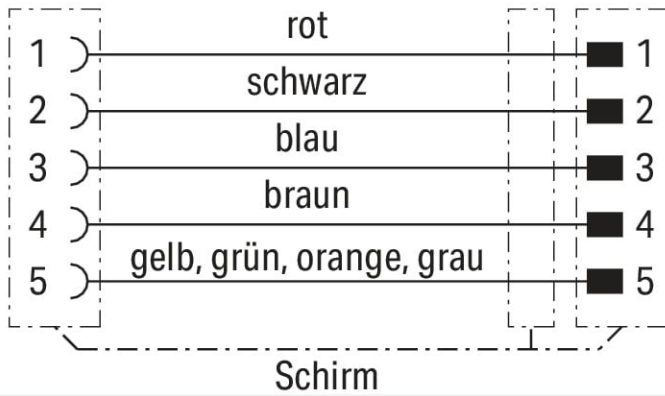 rot
1 1
schwarz
2 2
blau
3 3
braun
4 4
gelb, grün, orange, grau
5 5
Schirm